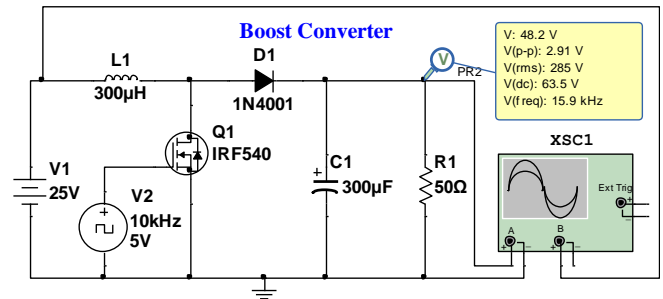 Boost Converter
L1
300µH
D1
1N4001
V
PR2
V: 48.2 V
V(p-p): 2.91 V
V(rms): 285 V
V(dc): 63.5 V
V(freq): 15.9 kHz
XSC1
Ext Trig
+
–
A
B
+
–
+
–
Q1
IRF540
V1
25V
V2
10kHz
5V
+
C1
300µF
+
R1
50Ω